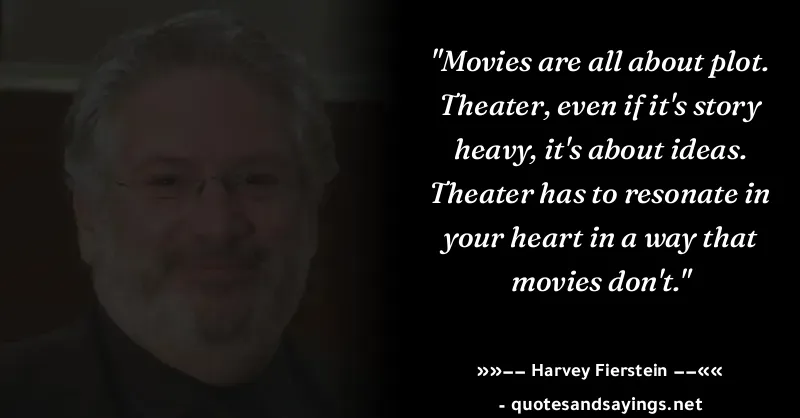 "Movies are all about plot.
Theater, even if it's story
heavy, it's about ideas.
Theater has to resonate in
your heart in a way that
movies don't."
»»−− Harvey Fierstein −−««
- quotesandsayings.net